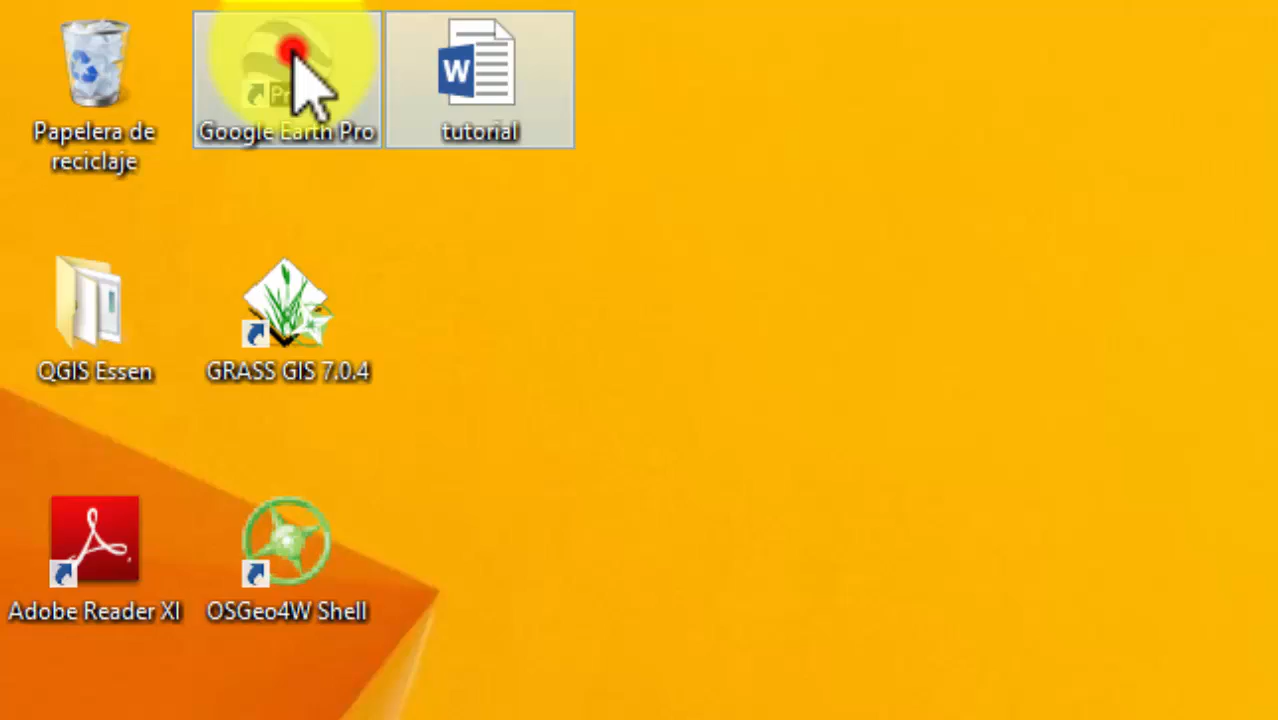 Papelera de
reciclaje
Google Earth Pro
W
tutorial
QGIS Essen
GRASS GIS 7.0.4
Adobe Reader XI
OSGeo4W Shell